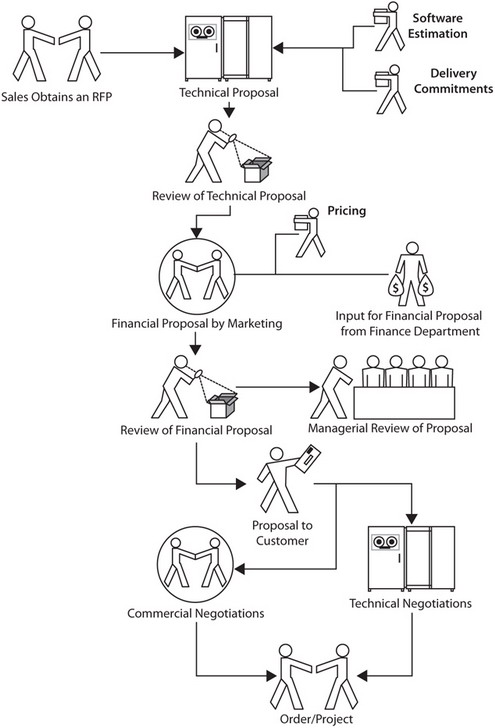 Software
Estimation
Delivery
Commitments
Sales Obtains an RFP
Technical Proposal
Review of Technical Proposal
Pricing
$ $
Input for Financial Proposal
from Finance Department
Financial Proposal by Marketing
Review of Financial Proposal
Managerial Review of Proposal
Proposal to
Customer
Commercial Negotiations
Technical Negotiations
Order/Project